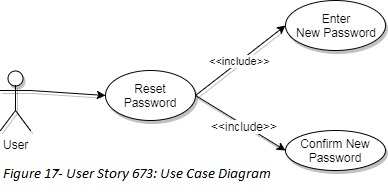 Enter
New Password
<<include>>
Reset
Password
<<include>>
User
Confirm New
Password
Figure 17- User Story 673: Use Case Diagram